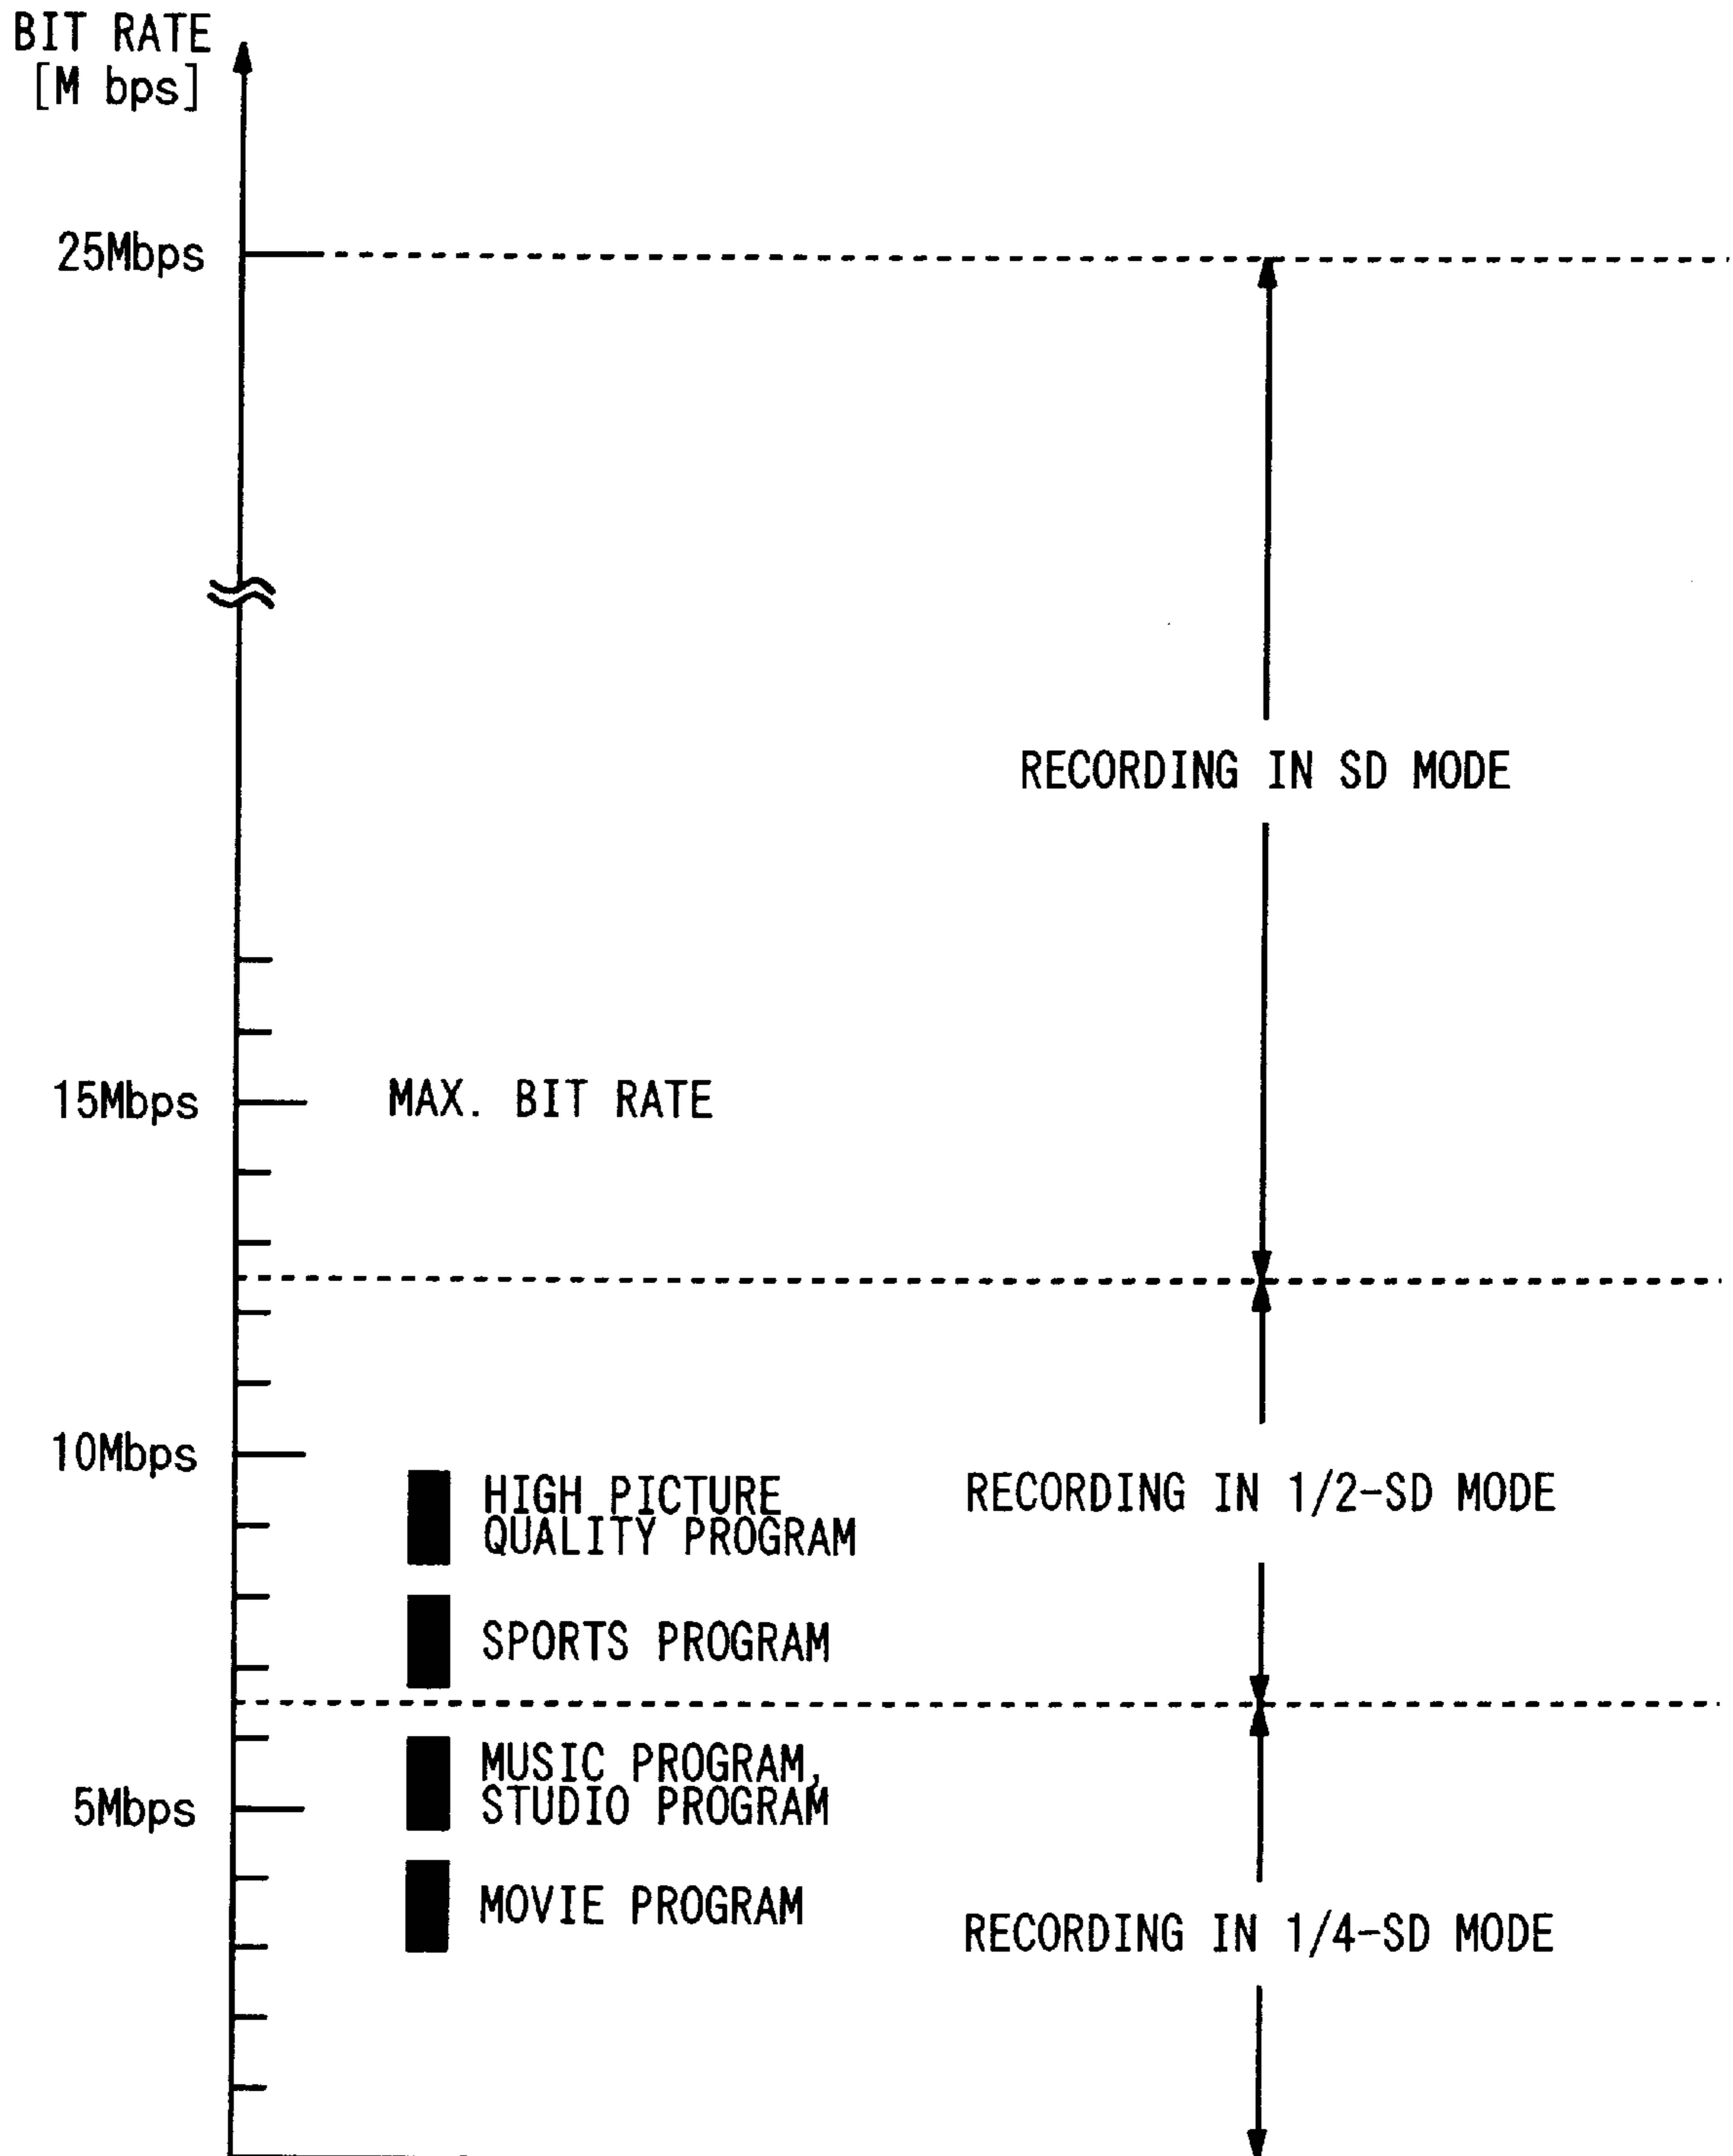 BIT RATE
[M bps]
25Mbps
RECORDING IN SD MODE
15Mbps
MAX. BIT RATE
10Mbps
HIGH PICTURE
QUALITY PROGRAM
RECORDING IN 1/2-SD MODE
SPORTS PROGRAM
MUSIC PROGRAM,
STUDIO PROGRAM
5Mbps
MOVIE PROGRAM
RECORDING IN 1/4-SD MODE